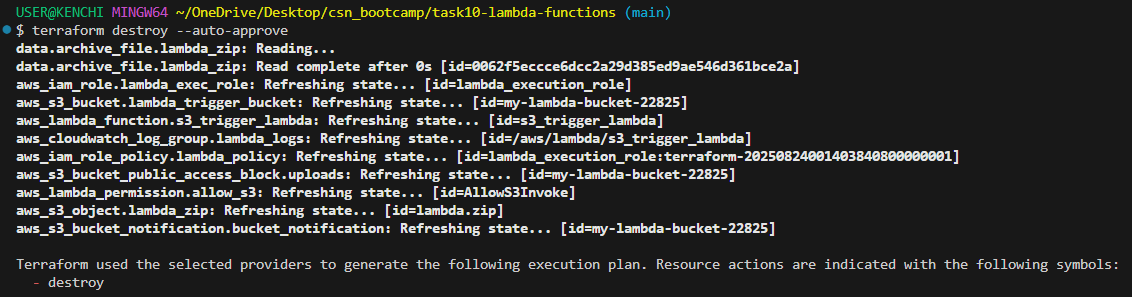 USER@KENCHI MINGW64 ~/OneDrive/Desktop/csn_bootcamp/task10-lambda-functions (main)
$ terraform destroy --auto-approve
data.archive_file.lambda_zip: Reading...
data.archive_file.lambda_zip: Read complete after 0s [id=0062f5eccce6dcc2a29d385ed9ae546d361bce2a]
aws_iam_role.lambda_exec_role: Refreshing state... [id=lambda_execution_role]
aws_s3_bucket.lambda_trigger_bucket: Refreshing state... [id=my-lambda-bucket-22825]
aws_lambda_function.s3_trigger_lambda: Refreshing state... [id=s3_trigger_lambda]
aws_cloudwatch_log_group.lambda_logs: Refreshing state... [id=/aws/lambda/s3_trigger_lambda]
aws_iam_role_policy.lambda_policy: Refreshing state... [id=lambda_execution_role:terraform-20250824001403840800000001]
aws_s3_bucket_public_access_block.uploads: Refreshing state... [id=my-lambda-bucket-22825]
aws_lambda_permission.allow_s3: Refreshing state... [id=AllowS3Invoke]
aws_s3_object.lambda_zip: Refreshing state... [id=lambda.zip]
aws_s3_bucket_notification.bucket_notification: Refreshing state... [id=my-lambda-bucket-22825]

Terraform used the selected providers to generate the following execution plan. Resource actions are indicated with the following symbols:
  - destroy